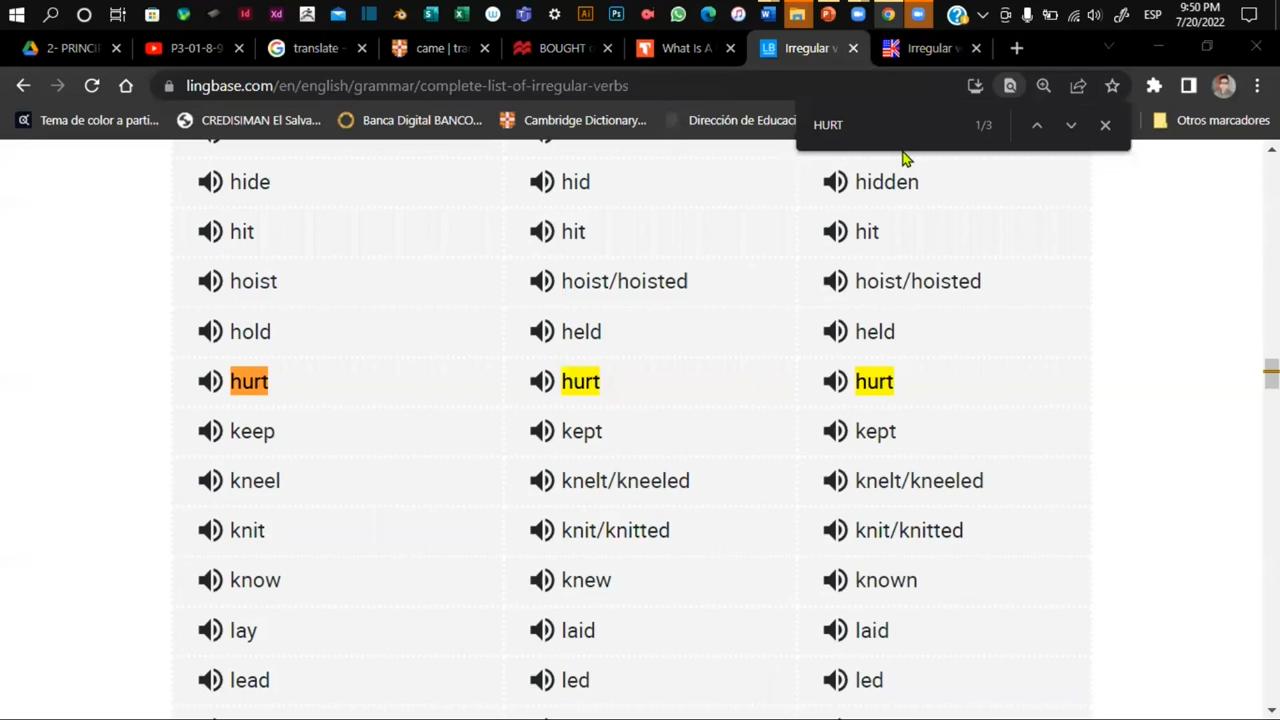 9:50 PM
ESP
7/20/2022
2- PRINCIF
P3-01-8-9
translate -
came | tra
BOUGHT c
What Is A
Irregular v
Irregular v
lingbase.com/en/english/grammar/complete-list-of-irregular-verbs
Tema de color a parti...
CREDISIMAN El Salva...
Banca Digital BANCO...
Cambridge Dictionary...
Dirección de Educaci
Otros marcadores
HURT 1/3
hide hid hidden
hit hit hit
hoist hoist/hoisted hoist/hoisted
hold held held
hurt hurt hurt
keep kept kept
kneel knelt/kneeled knelt/kneeled
knit knit/knitted knit/knitted
know knew known
lay laid laid
lead led led